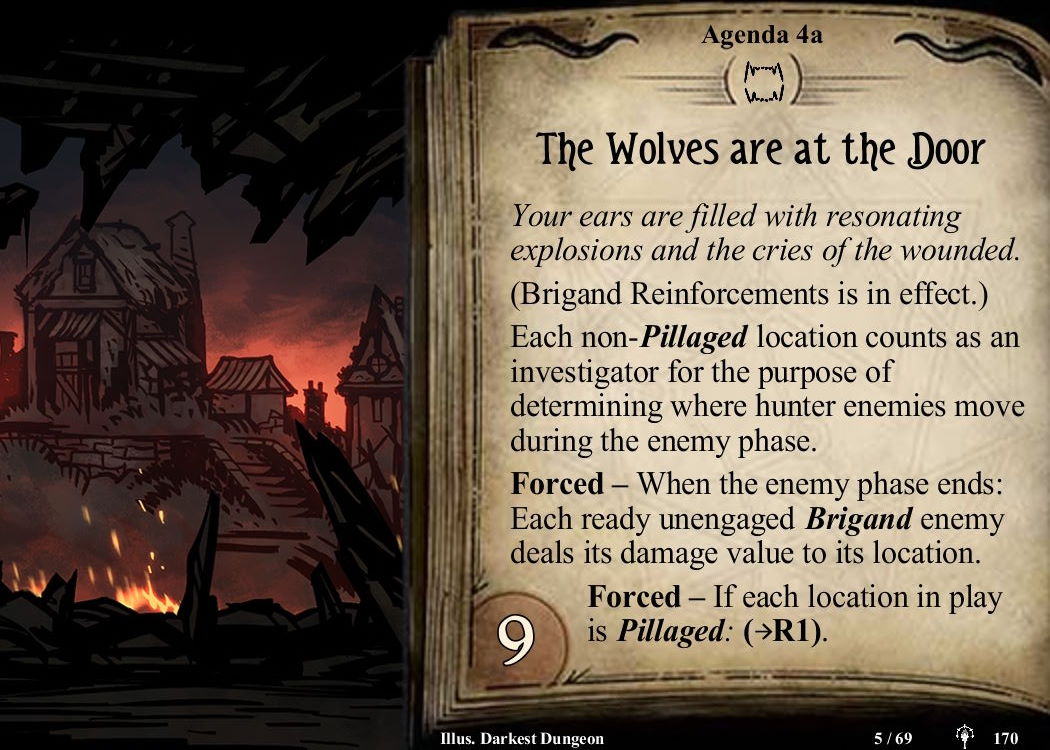 Agenda 4a
The Wolves are at the Door
Your ears are filled with resonating
explosions and the cries of the wounded.
(Brigand Reinforcements is in effect.)
Each non-Pillaged location counts as an
investigator for the purpose of
determining where hunter enemies move
during the enemy phase.
Forced – When the enemy phase ends:
Each ready unengaged Brigand enemy
deals its damage value to its location.
Forced – If each location in play
is Pillaged: (→R1).
9
Illus. Darkest Dungeon
5 / 69
170